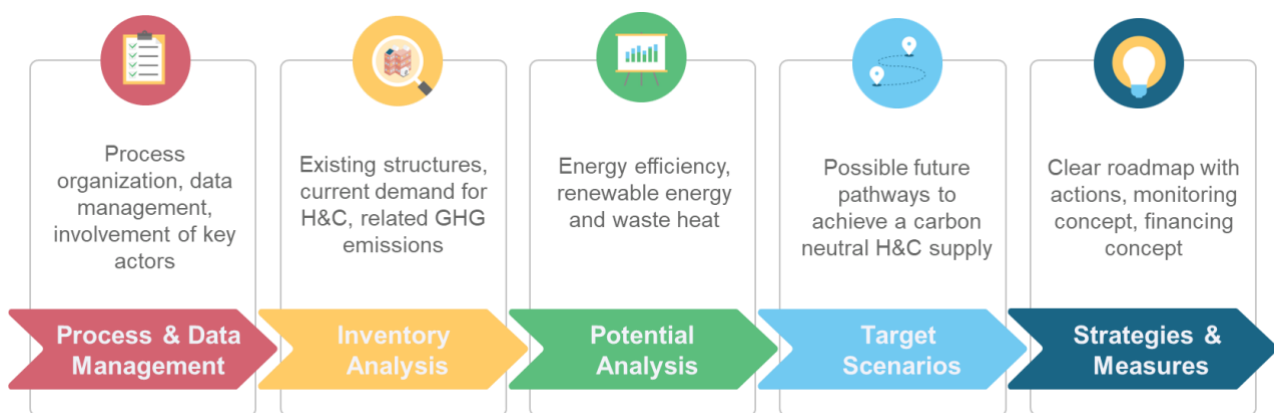 Process
organization, data
management,
involvement of key
actors
Process & Data
Management
Existing structures,
current demand for
H&C, related GHG
emissions
Inventory
Analysis
Energy efficiency,
renewable energy
and waste heat
Potential
Analysis
Possible future
pathways to
achieve a carbon
neutral H&C supply
Target
Scenarios
Clear roadmap with
actions, monitoring
concept, financing
concept
Strategies &
Measures